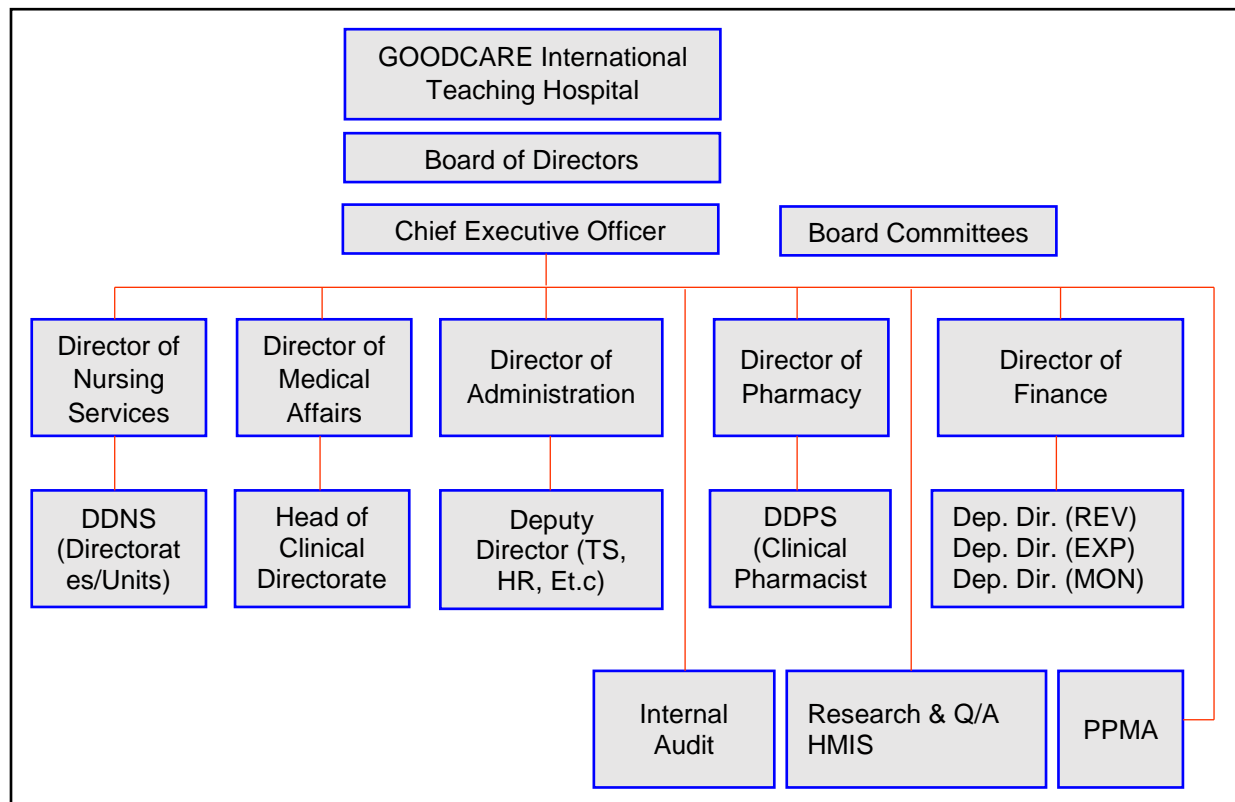 GOODCARE International
Teaching Hospital
Board of Directors
Chief Executive Officer
Board Committees
Director of
Nursing
Services
Director of
Medical
Affairs
Director of
Administration
Director of
Pharmacy
Director of
Finance
DDNS
(Directorat
es/Units)
Head of
Clinical
Directorate
Deputy
Director (TS,
HR, Et.c)
DDPS
(Clinical
Pharmacist
Dep. Dir. (REV)
Dep. Dir. (EXP)
Dep. Dir. (MON)
Internal
Audit
Research & Q/A
HMIS
PPMA